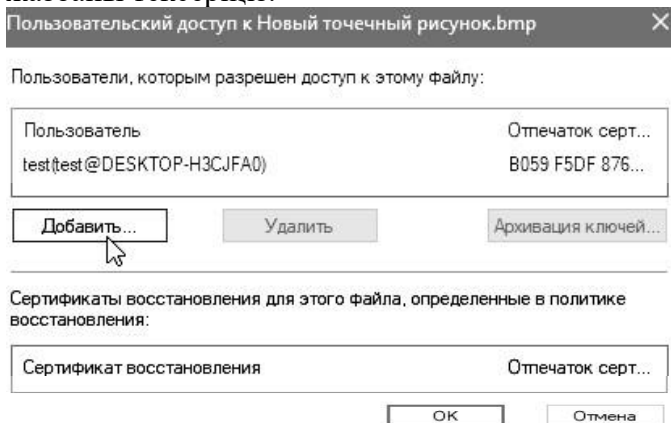 Пользовательский доступ к Новый точечный рисунок.bmp
Пользователи, которым разрешен доступ к этому файлу:
Пользователь Отпечаток серт...
test(test@DESKTOP-H3CJFA0) B059 F5DF 876...
Добавить... Удалить Архивация ключей...
Сертификаты восстановления для этого файла, определенные в политике
восстановления:
Сертификат восстановления Отпечаток серт...
ОК Отмена